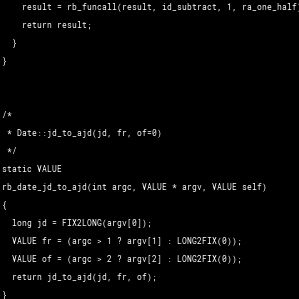 result = rb_funcall(result, id_subtract, 1, ra_one_half
return result;
}
}
/*
* Date::jd_to_ajd(jd, fr, of=0)
*/
static VALUE
rb_date_jd_to_ajd(int argc, VALUE * argv, VALUE self)
{
long jd = FIX2LONG(argv[0]);
VALUE fr = (argc > 1 ? argv[1] : LONG2FIX(0));
VALUE of = (argc > 2 ? argv[2] : LONG2FIX(0));
return jd_to_ajd(jd, fr, of);
}